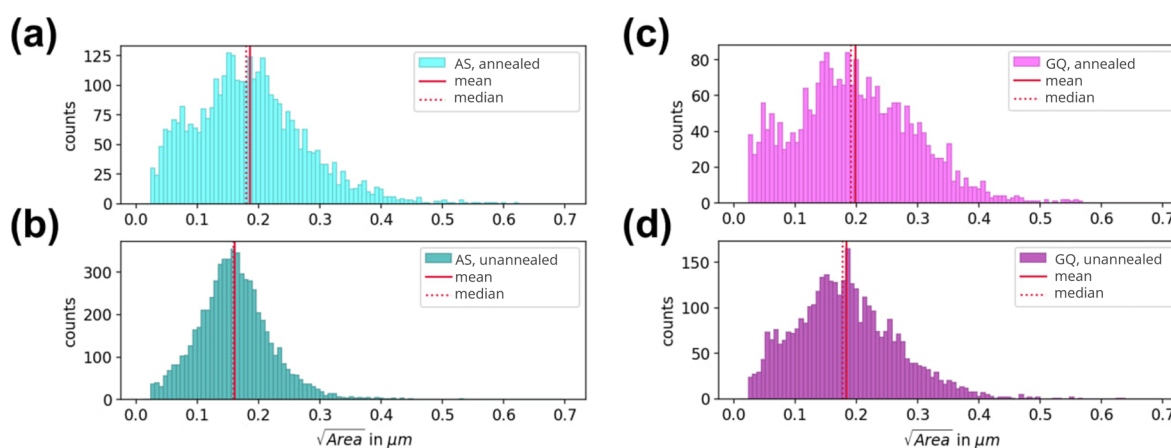 (a)
125
100
75
50
25
0
counts
AS, annealed
mean
median
0.0 0.1 0.2 0.3 0.4 0.5 0.6 0.7
(b)
300
200
100
0
counts
AS, unannealed
mean
median
0.0 0.1 0.2 0.3 0.4 0.5 0.6 0.7
√Area in μm
(c)
80
60
40
20
0
counts
GQ, annealed
mean
median
0.0 0.1 0.2 0.3 0.4 0.5 0.6 0.7
(d)
150
100
50
0
counts
GQ, unannealed
mean
median
0.0 0.1 0.2 0.3 0.4 0.5 0.6 0.7
√Area in μm